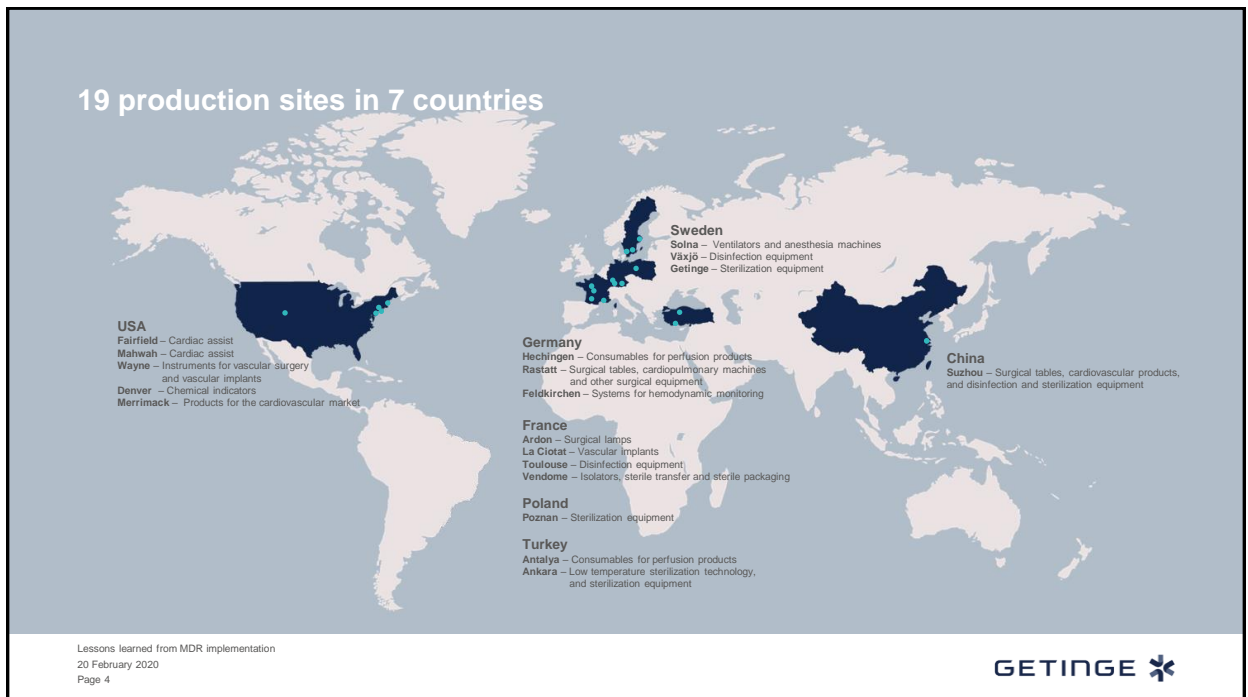 19 production sites in 7 countries
Sweden
Solna – Ventilators and anesthesia machines
Växjö – Disinfection equipment
Getinge – Sterilization equipment
USA
Fairfield – Cardiac assist
Mahwah – Cardiac assist
Wayne – Instruments for vascular surgery
and vascular implants
Denver – Chemical indicators
Merrimack – Products for the cardiovascular market
Germany
Hechingen – Consumables for perfusion products
Rastatt – Surgical tables, cardiopulmonary machines
and other surgical equipment
Feldkirchen – Systems for hemodynamic monitoring
France
Ardon – Surgical lamps
La Ciotat – Vascular implants
Toulouse – Disinfection equipment
Vendome – Isolators, sterile transfer and sterile packaging
Poland
Poznan – Sterilization equipment
Turkey
Antalya – Consumables for perfusion products
Ankara – Low temperature sterilization technology,
and sterilization equipment
China
Suzhou – Surgical tables, cardiovascular products,
and disinfection and sterilization equipment
Lessons learned from MDR implementation
20 February 2020
Page 4
GETINGE